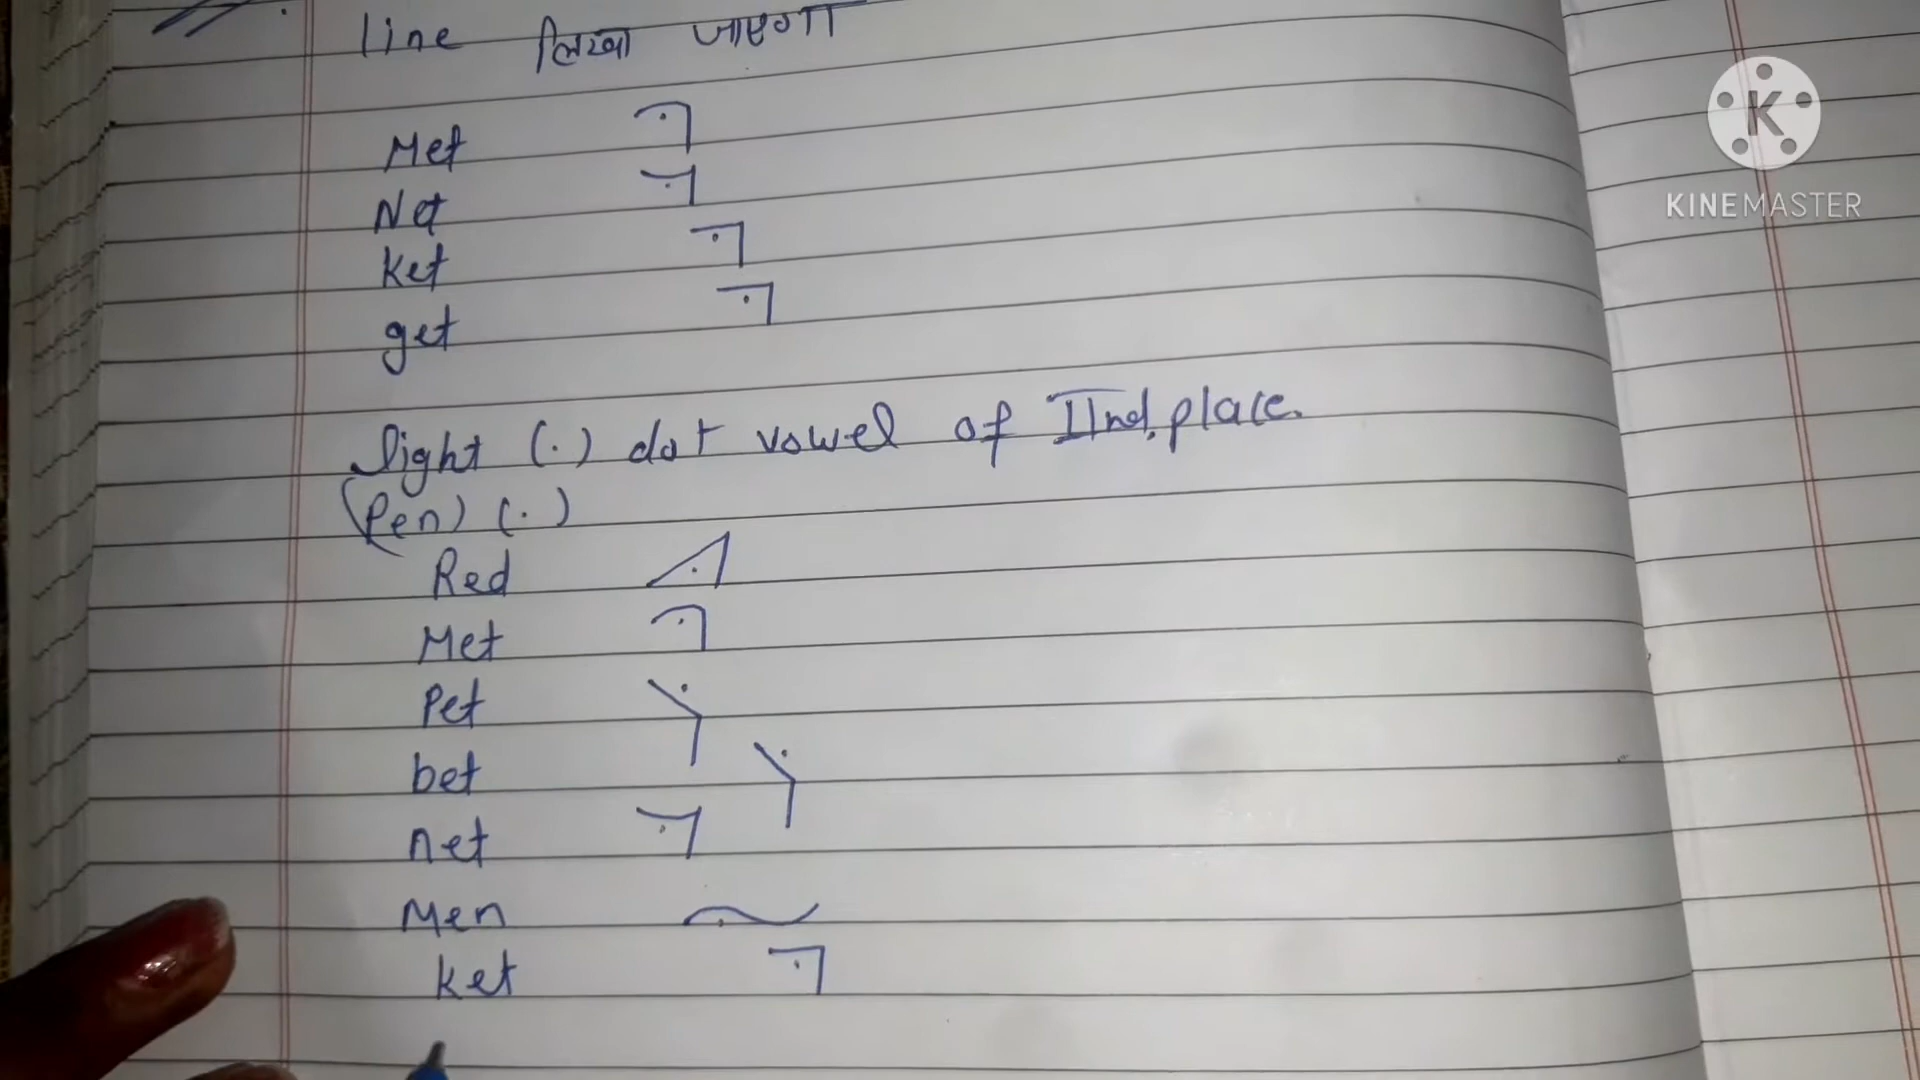 line लिखा जाएगा
Met
Net
Ket
get
light (.) dot vowel of IInd. place.
(Pen) (.)
Red
Met
Pet
bet
net
Men
ket
K
KINEMASTER